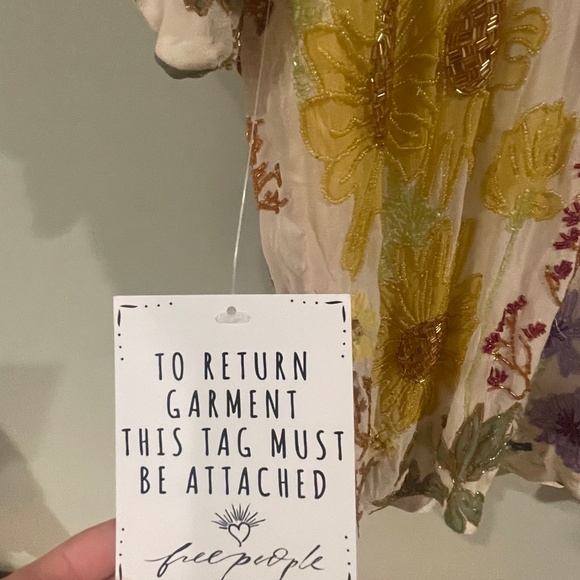 TO RETURN
GARMENT
THIS TAG MUST
BE ATTACHED
free people